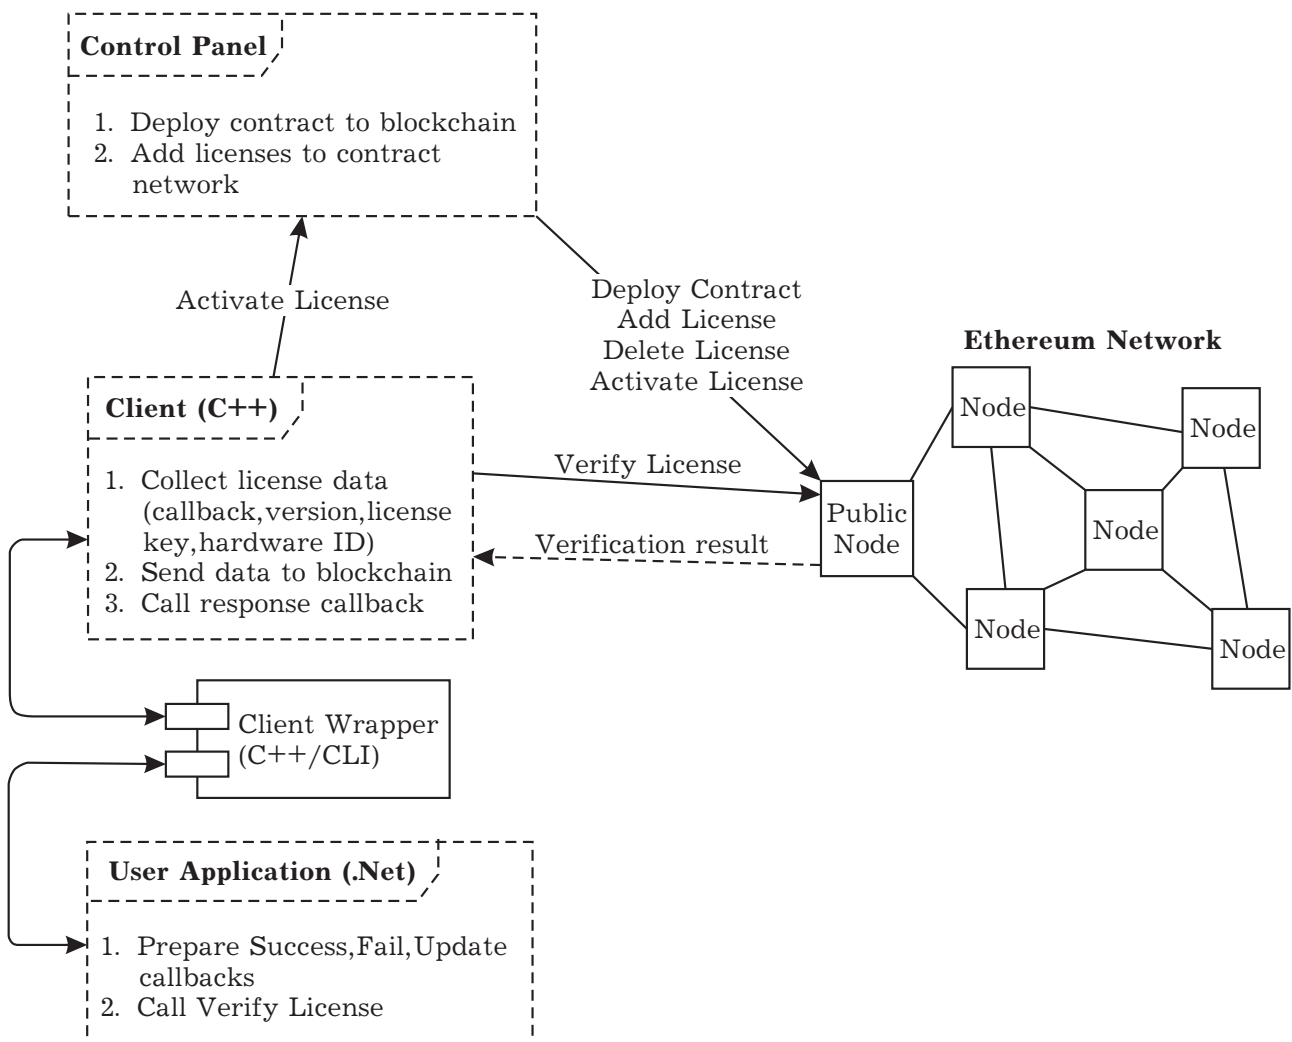 Control Panel
1. Deploy contract to blockchain
2. Add licenses to contract
network
Activate License
Deploy Contract
Add License
Delete License
Activate License
Ethereum Network
Client (C++)
1. Collect license data
(callback,version,license
key,hardware ID)
2. Send data to blockchain
3. Call response callback
Verify License
Verification result
Public
Node
Node
Node
Node
Node
Node
Client Wrapper
(C++/CLI)
User Application (.Net)
1. Prepare Success,Fail,Update
callbacks
2. Call Verify License